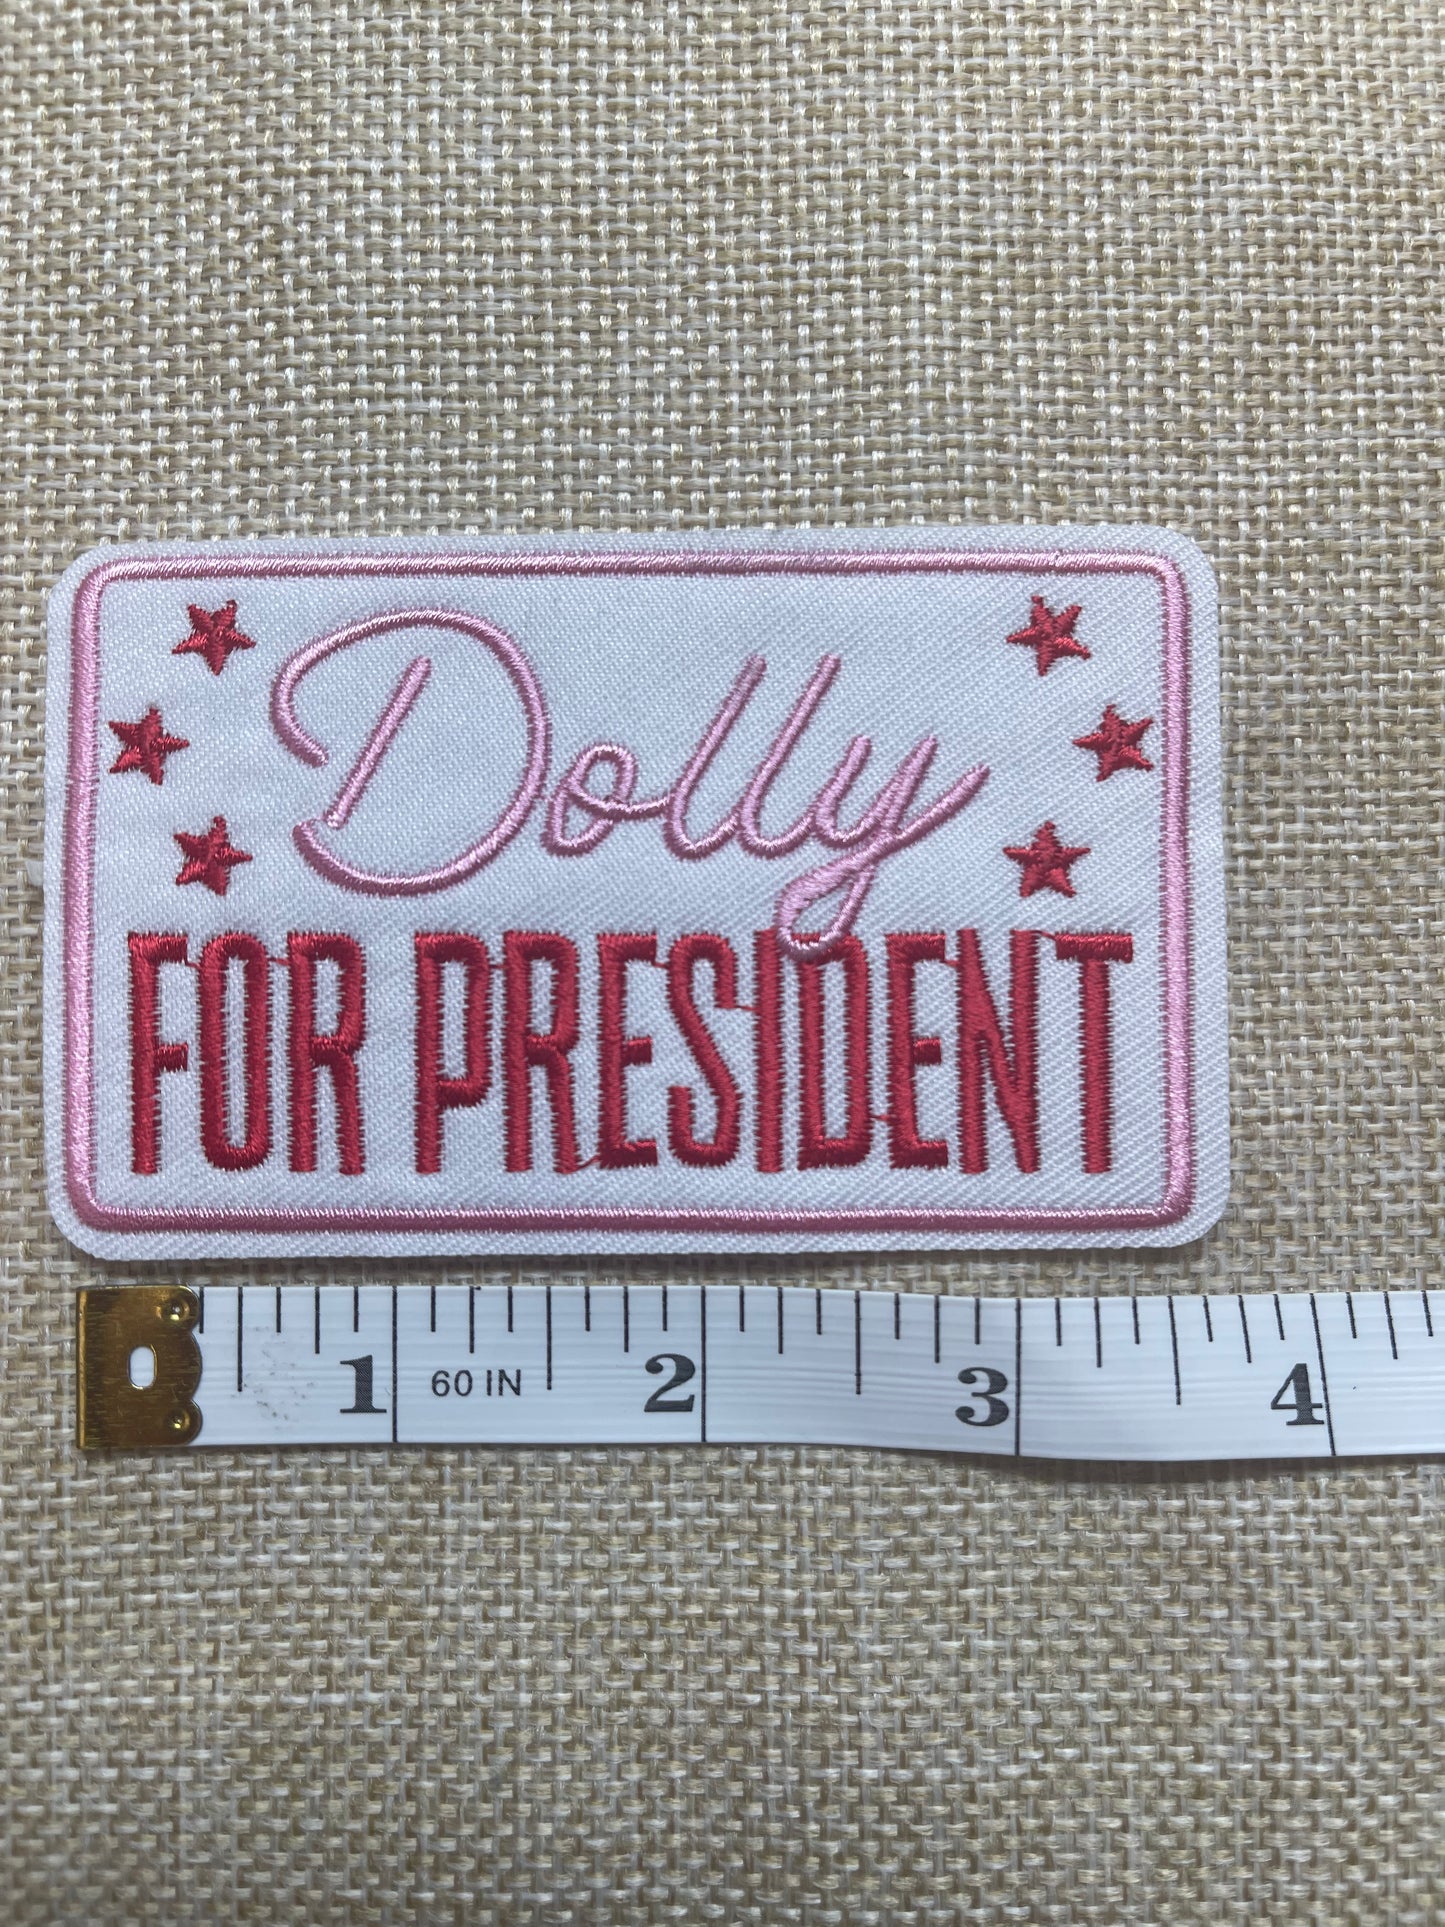 Dolly
FOR PRESIDENT
1 60 IN 2 3 4